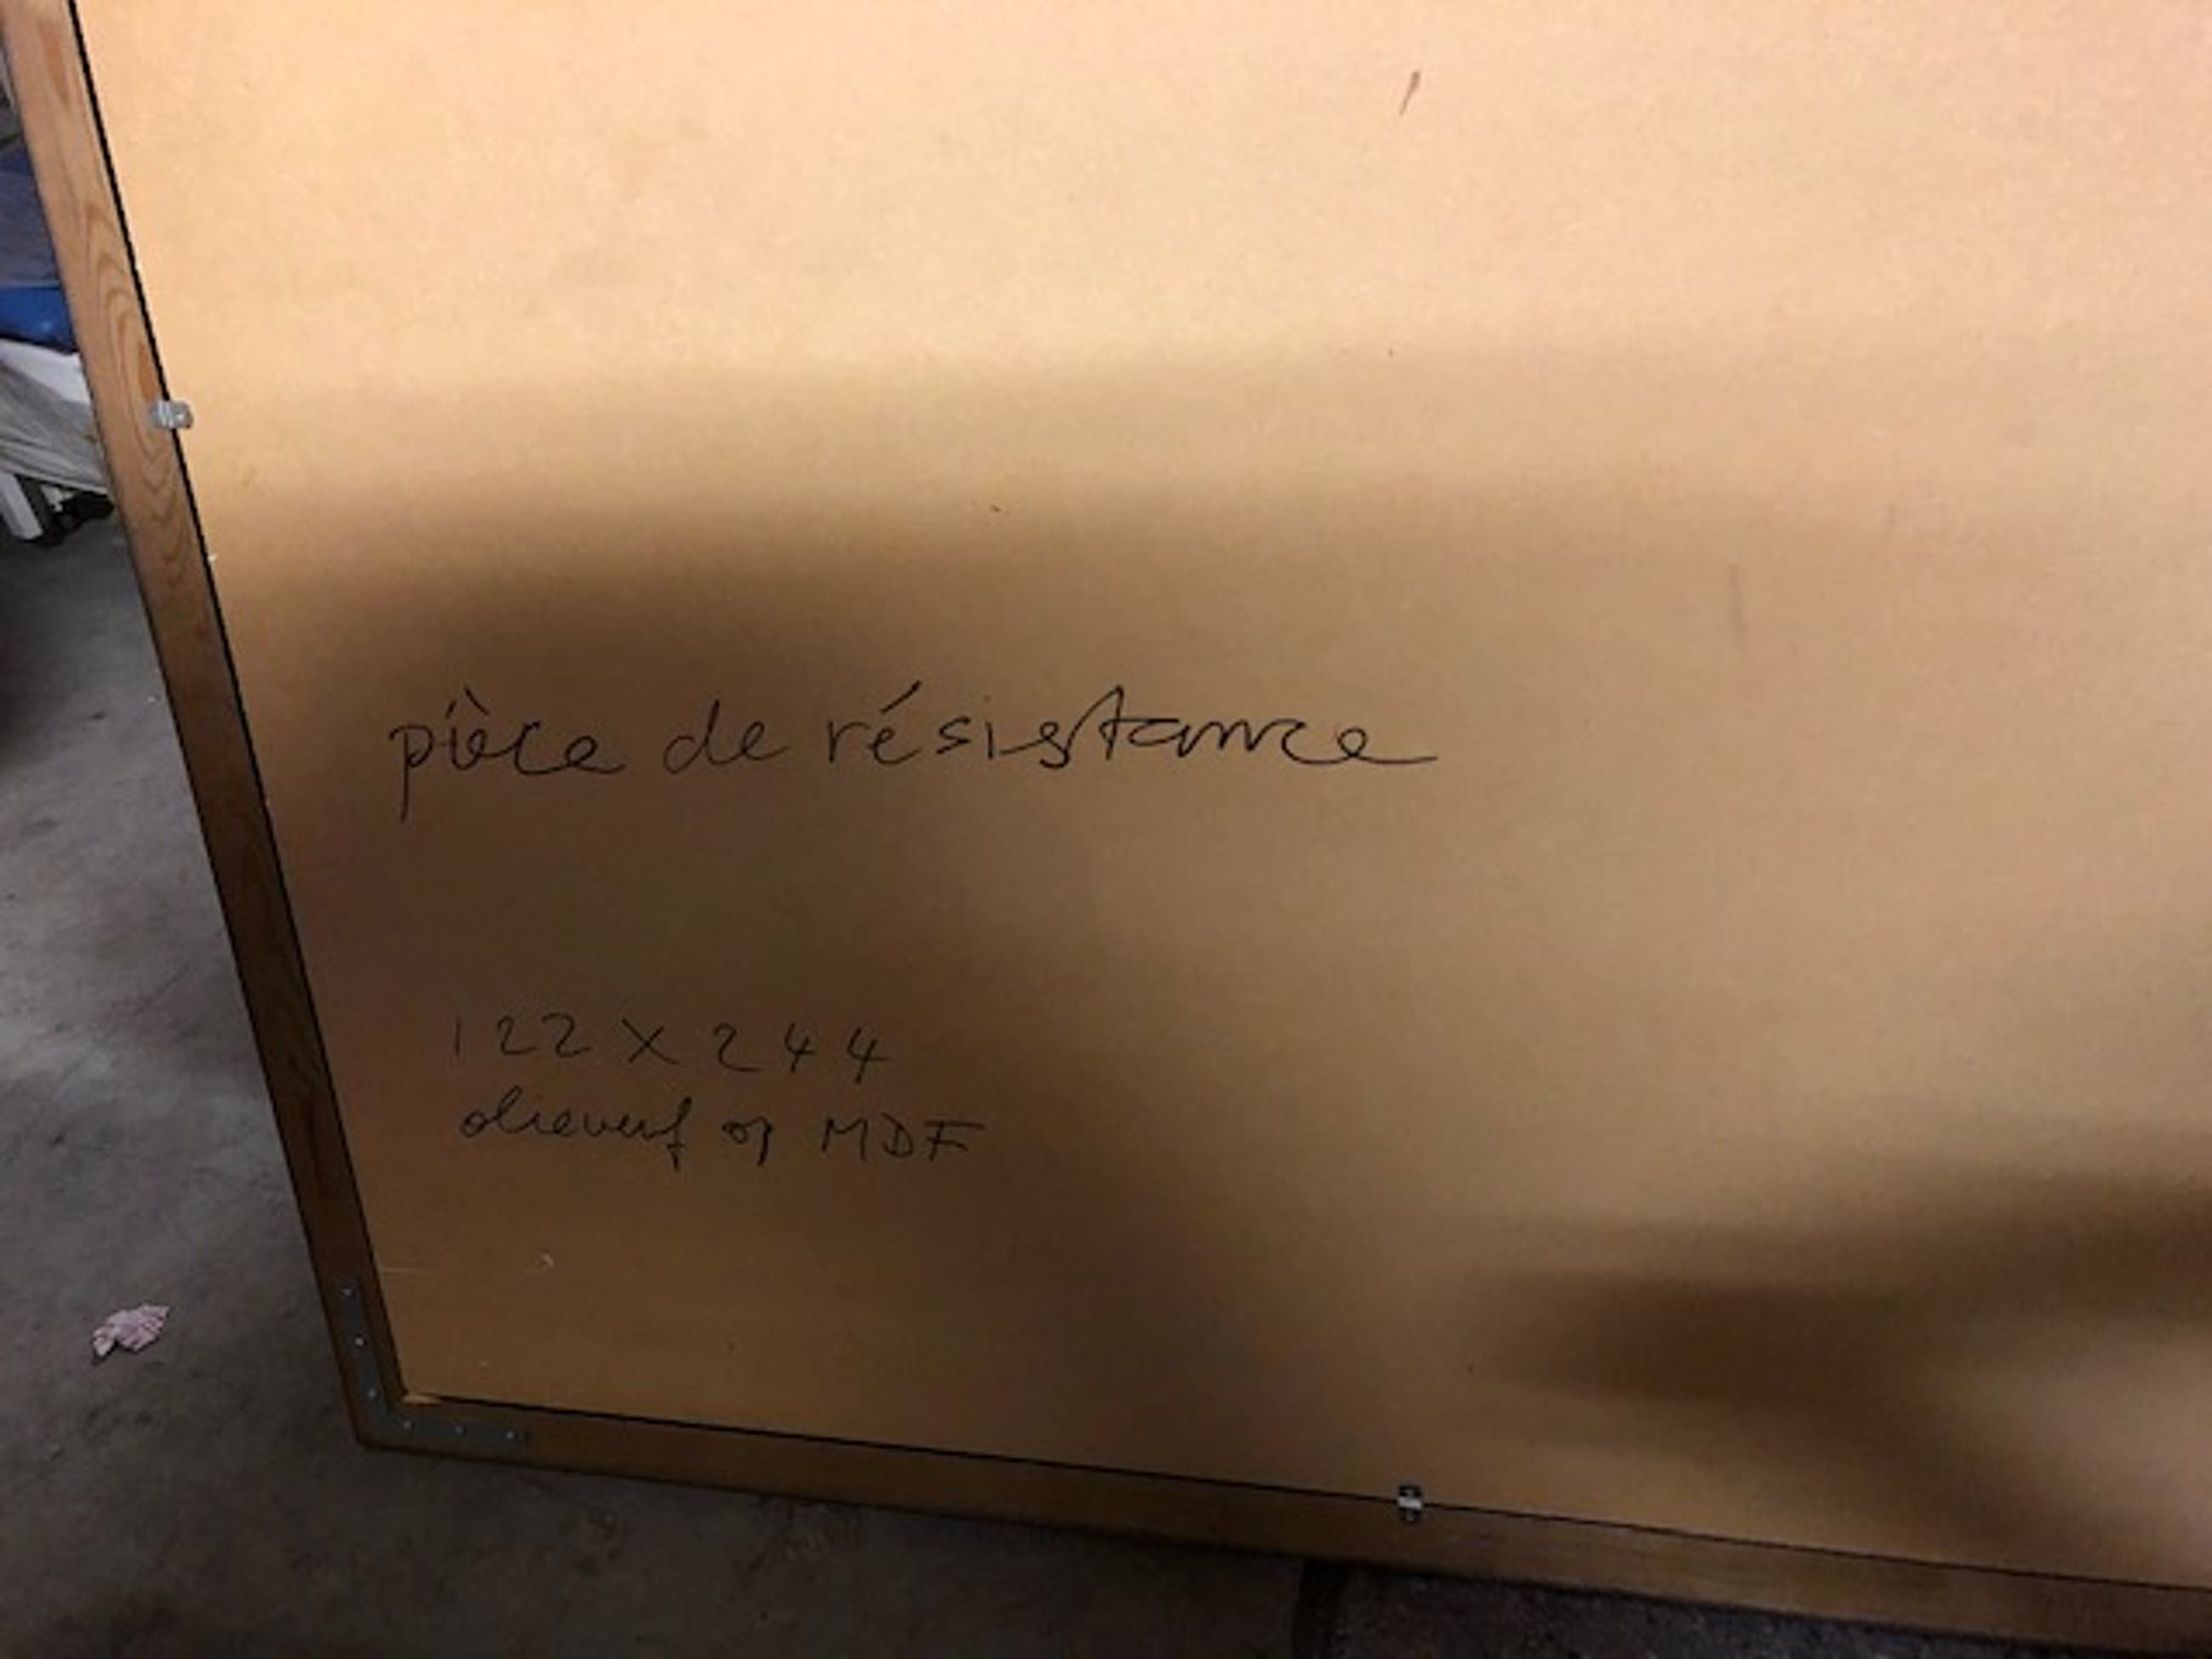 pièce de résistance
122 X 244
olieverf op MDF